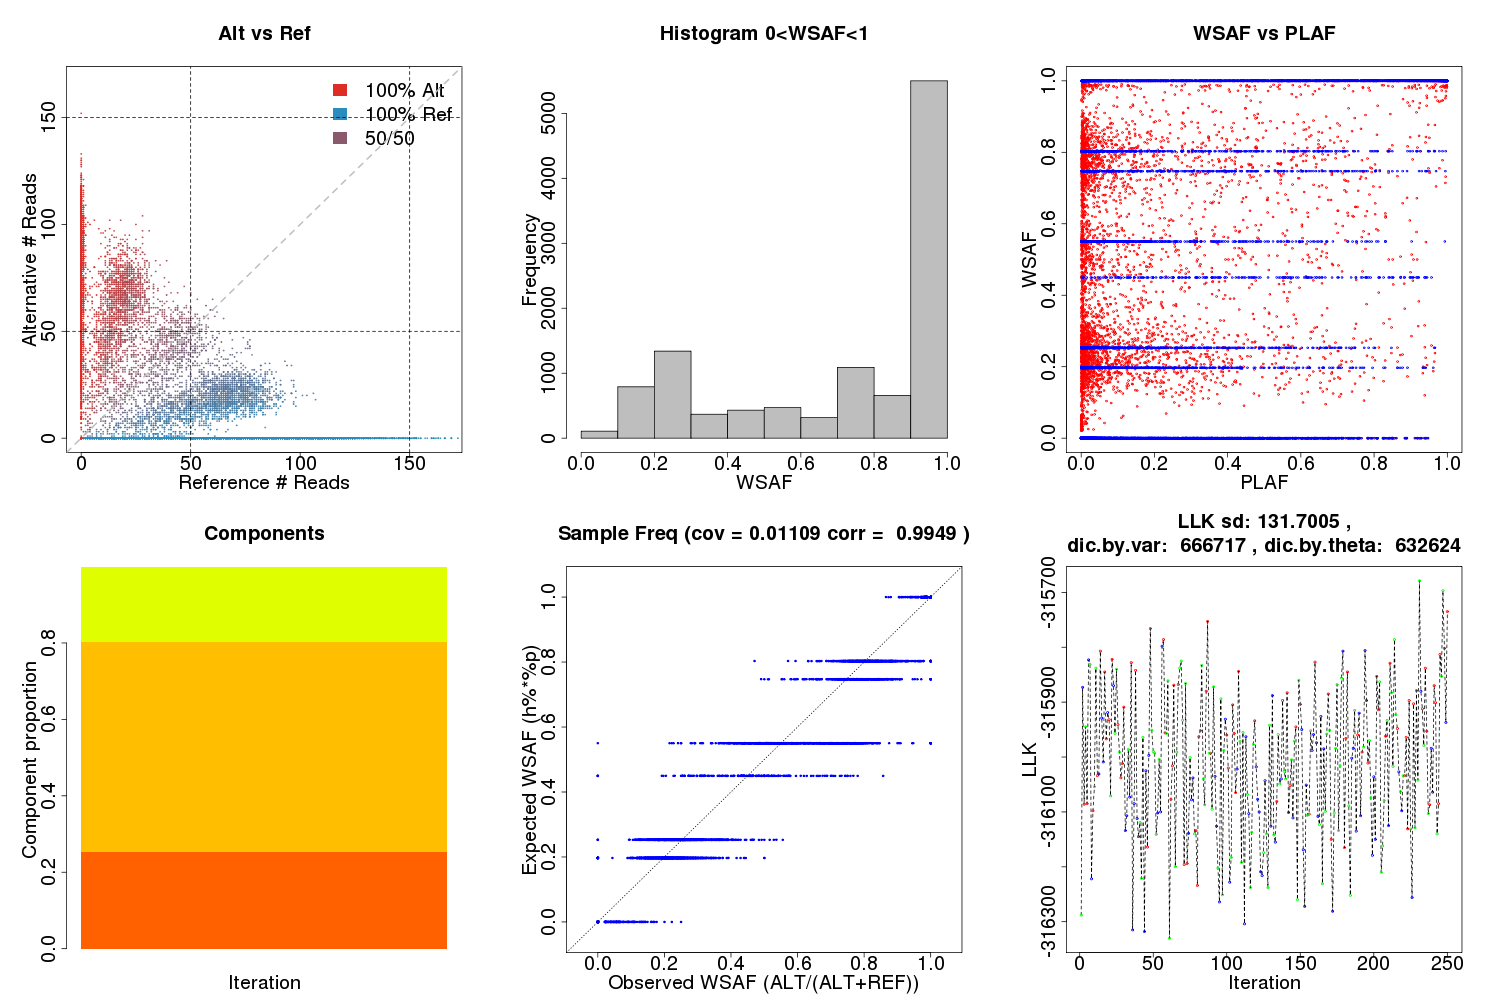 Alt vs Ref
100% Alt
100% Ref
50/50
Alternative # Reads
0
50
100
150
0
50
100
150
Reference # Reads
Histogram 0<WSAF<1
Frequency
0
1000
2000
3000
4000
5000
0.0
0.2
0.4
0.6
0.8
1.0
WSAF
WSAF vs PLAF
WSAF
0.0
0.2
0.4
0.6
0.8
1.0
0.0
0.2
0.4
0.6
0.8
1.0
PLAF
Components
Component proportion
0.0
0.2
0.4
0.6
0.8
Iteration
Sample Freq (cov = 0.01109 corr = 0.9949 )
Expected WSAF (h%*%p)
0.0
0.2
0.4
0.6
0.8
1.0
0.0
0.2
0.4
0.6
0.8
1.0
Observed WSAF (ALT/(ALT+REF))
LLK sd: 131.7005 ,
dic.by.var: 666717 , dic.by.theta: 632624
LLK
-316300
-316100
-315900
-315700
0
50
100
150
200
250
Iteration